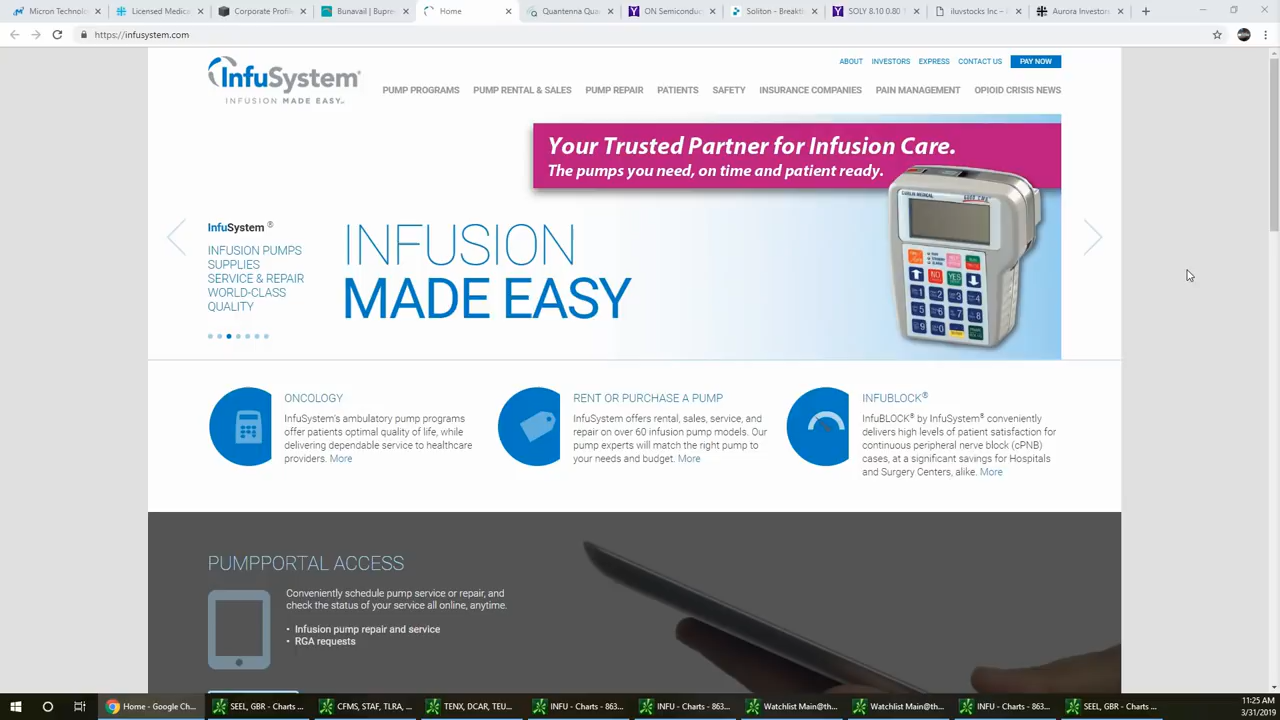 Micron Techno
Licensed Medica
Corporate Profil
Bunavail | Bupre
Home
Quantenna Qua
ON Semiconduc
Soliton - Breakth
SOLY 8.10 0.80 1
iluvstocks Inc -
Aurora Investor
https://infusystem.com
InfuSystem
INFUSION MADE EASY
ABOUT INVESTORS EXPRESS CONTACT US PAY NOW
PUMP PROGRAMS PUMP RENTAL & SALES PUMP REPAIR PATIENTS SAFETY INSURANCE COMPANIES PAIN MANAGEMENT OPIOID CRISIS NEWS
Your Trusted Partner for Infusion Care.
The pumps you need, on time and patient ready.
InfuSystem ®
INFUSION PUMPS
SUPPLIES
SERVICE & REPAIR
WORLD-CLASS
QUALITY
INFUSION
MADE EASY
CURLIN MEDICAL
NO
YES
ONCOLOGY
InfuSystem's ambulatory pump programs
offer patients optimal quality of life, while
delivering dependable service to healthcare
providers. More
RENT OR PURCHASE A PUMP
InfuSystem offers rental, sales, service, and
repair on over 60 infusion pump models. Our
pump experts will match the right pump to
your needs and budget. More
INFUBLOCK®
InfuBLOCK® by InfuSystem® conveniently
delivers high levels of patient satisfaction for
continuous peripheral nerve block (cPNB)
cases, at a significant savings for Hospitals
and Surgery Centers, alike. More
PUMPPORTAL ACCESS
Conveniently schedule pump service or repair, and
check the status of your service all online, anytime.
• Infusion pump repair and service
• RGA requests
Home - Google Ch...
SEEL, GBR - Charts ...
CFMS, STAF, TLRA, ...
TENX, DCAR, TEU...
INFU - Charts - 863...
INFU - Charts - 863...
Watchlist Main@th...
Watchlist Main@th...
INFU - Charts - 863...
SEEL, GBR - Charts ...
11:25 AM
3/31/2019